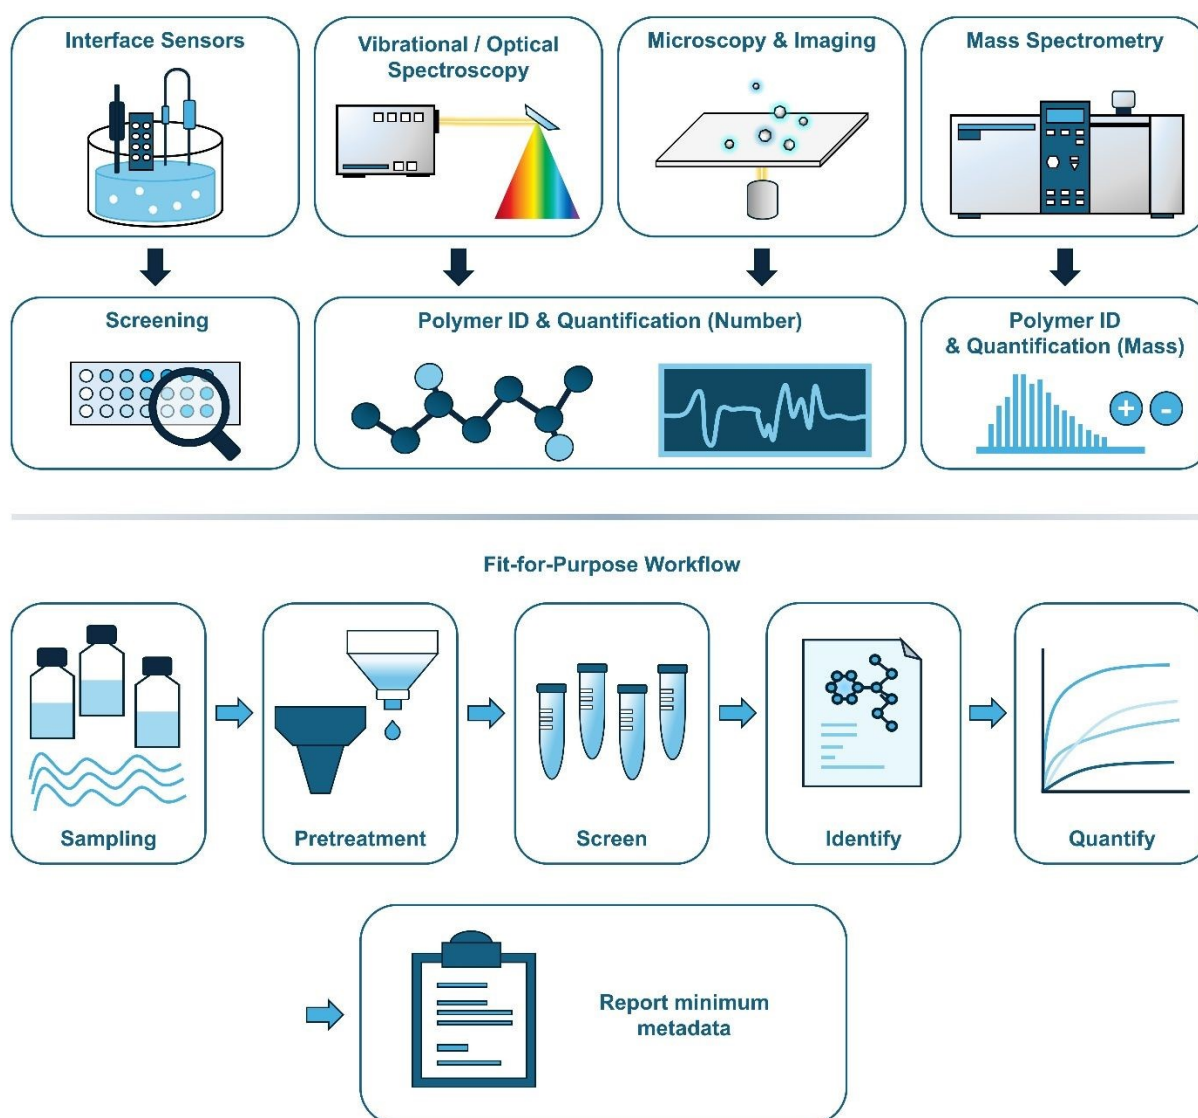 Interface Sensors
Vibrational / Optical
Spectroscopy
Microscopy & Imaging
Mass Spectrometry
Screening
Polymer ID & Quantification (Number)
Polymer ID
& Quantification (Mass)
+ -
Fit-for-Purpose Workflow
Sampling
Pretreatment
Screen
Identify
Quantify
Report minimum
metadata